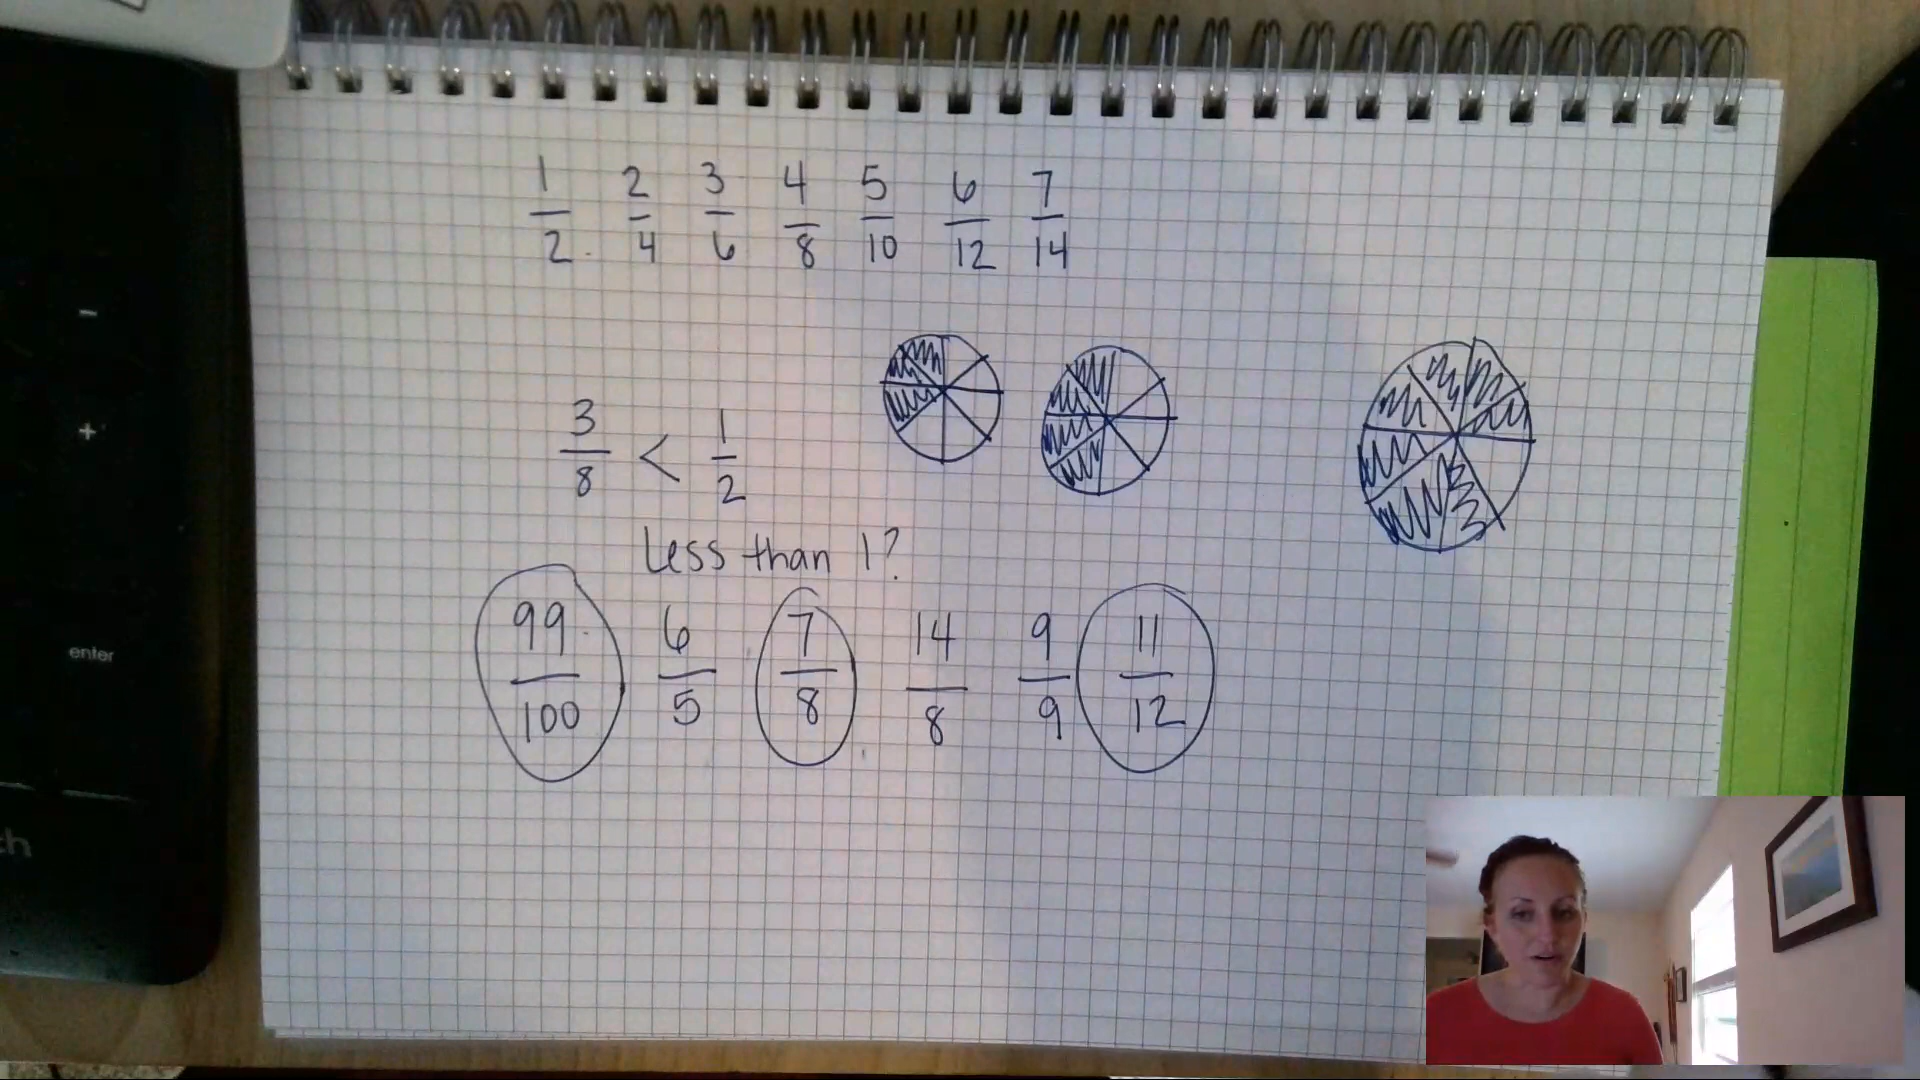 1/2 2/4 3/6 4/8 5/10 6/12 7/14
3/8 < 1/2
Less than 1?
99/100 6/5 7/8 14/8 9/9 11/12
-
+
enter